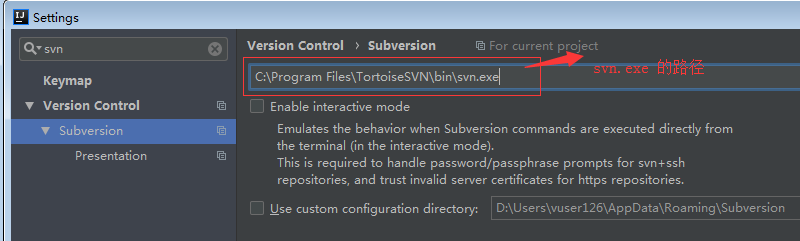 Settings
svn
Keymap
Version Control
Subversion
Presentation
Version Control › Subversion
For current project
C:\Program Files\TortoiseSVN\bin\svn.exe
svn.exe 的路径
Enable interactive mode
Emulates the behavior when Subversion commands are executed directly from
the terminal (in the interactive mode).
This is required to handle password/passphrase prompts for svn+ssh
repositories, and trust invalid server certificates for https repositories.
Use custom configuration directory:
D:\Users\vuser126\AppData\Roaming\Subversion